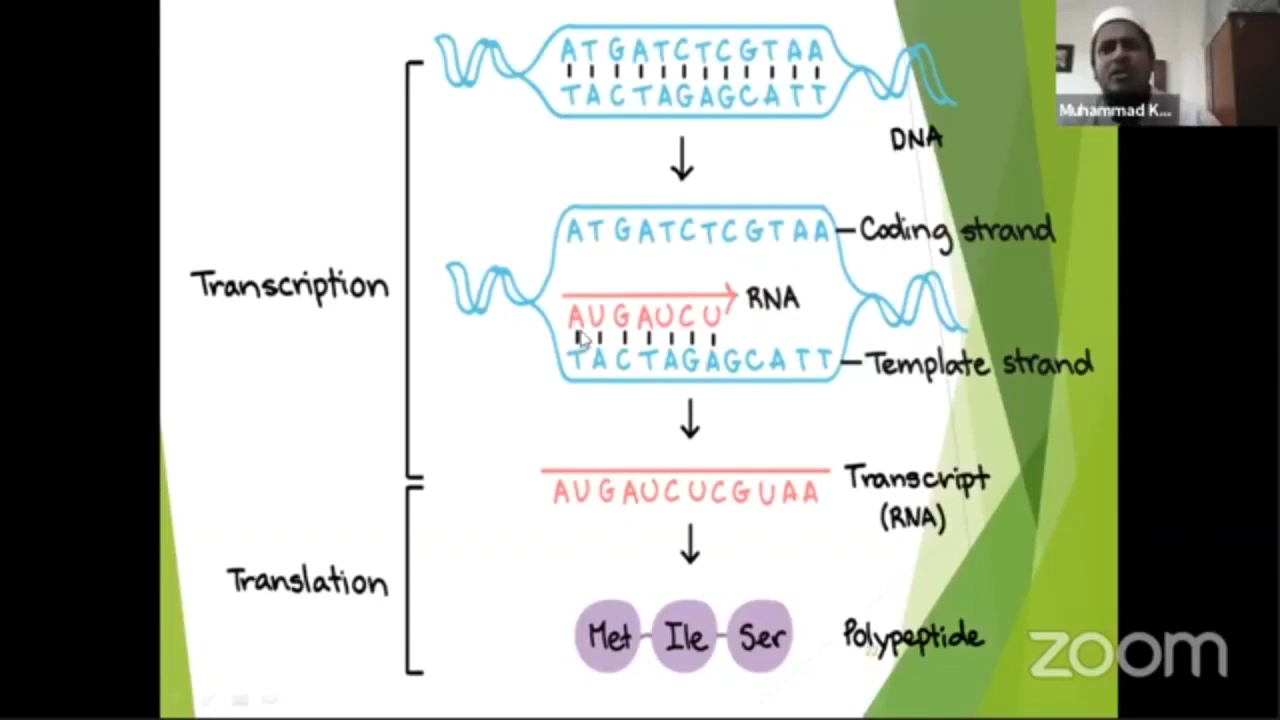 ATGATCTCGTAA
TACTAGAGCATT
DNA
Muhammad K...
ATGATCTCGTAA
Coding strand
Transcription
RNA
AUGAUCU
TACTAGAGCATT
Template strand
AUGAUCUCGUAA
Transcript
(RNA)
Translation
Met
Ile
Ser
Polypeptide
zoom